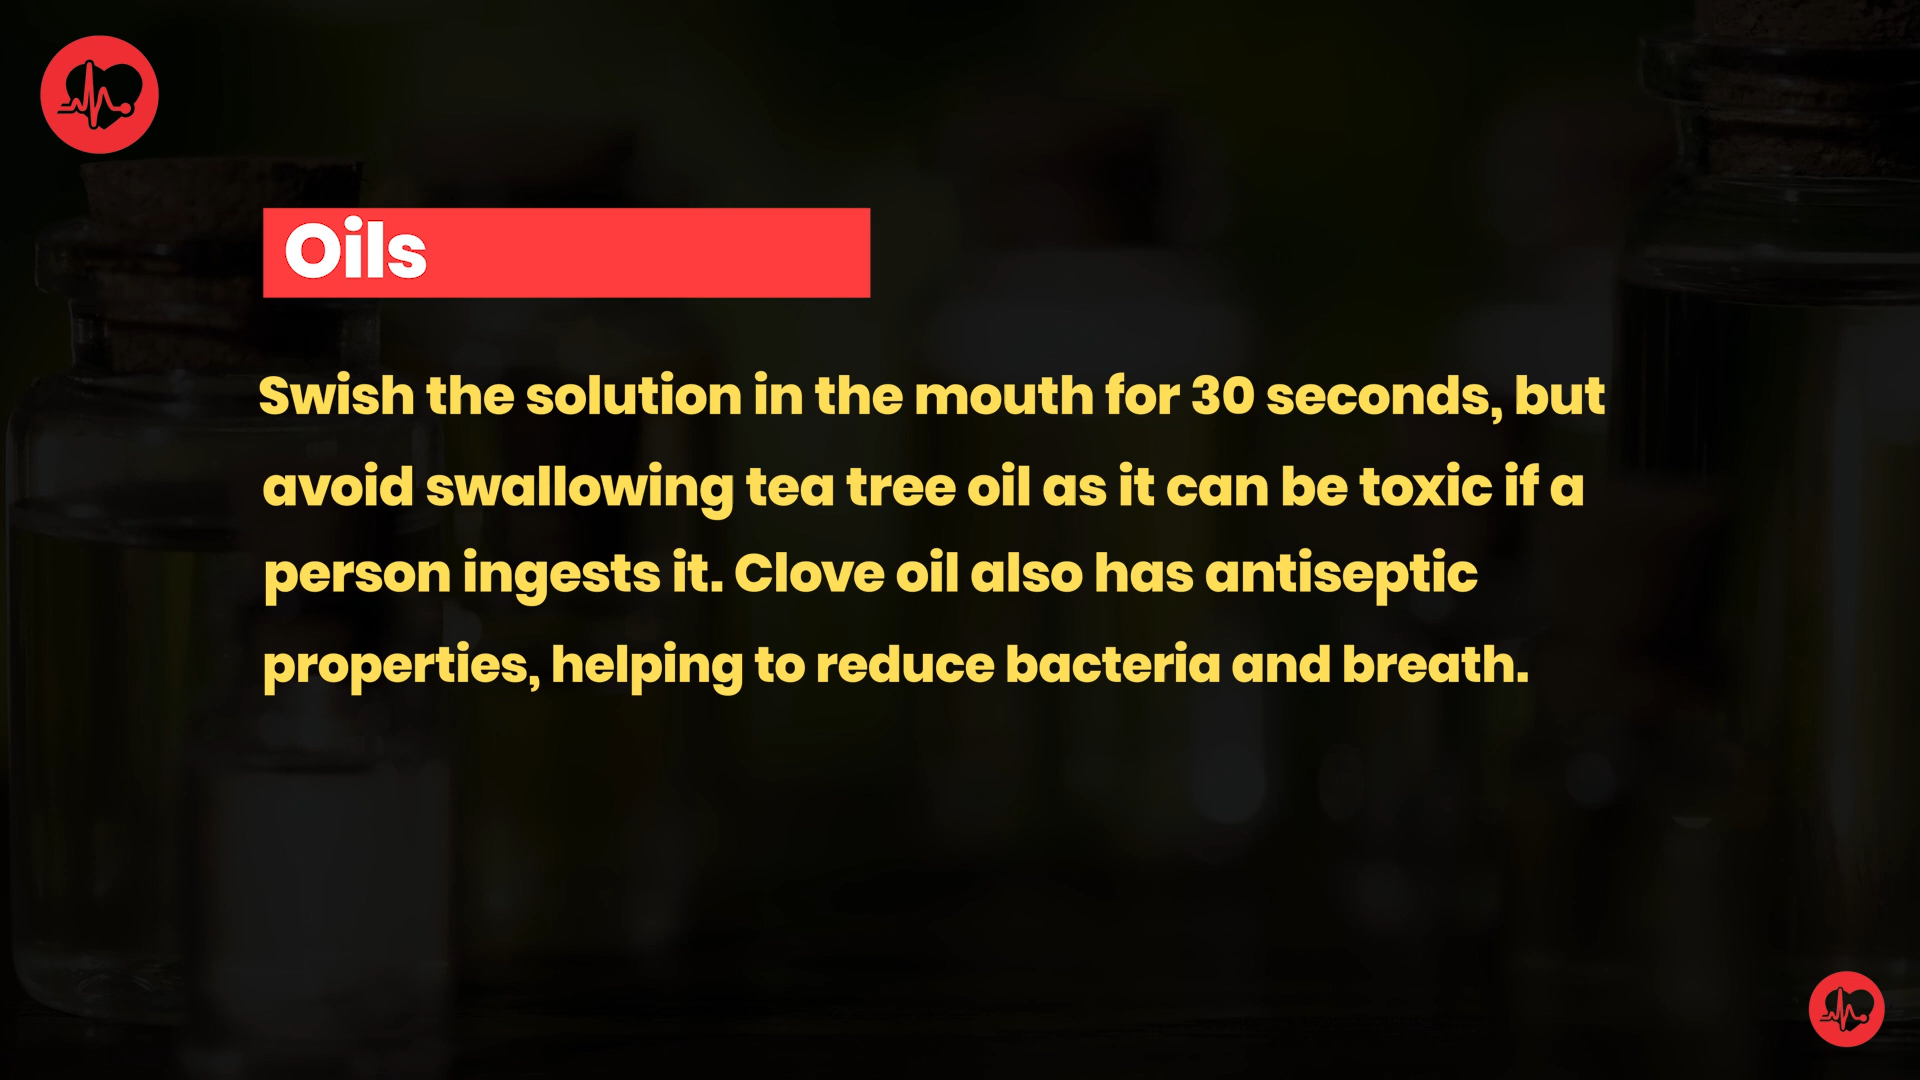 Oils
Swish the solution in the mouth for 30 seconds, but
avoid swallowing tea tree oil as it can be toxic if a
person ingests it. Clove oil also has antiseptic
properties, helping to reduce bacteria and breath.